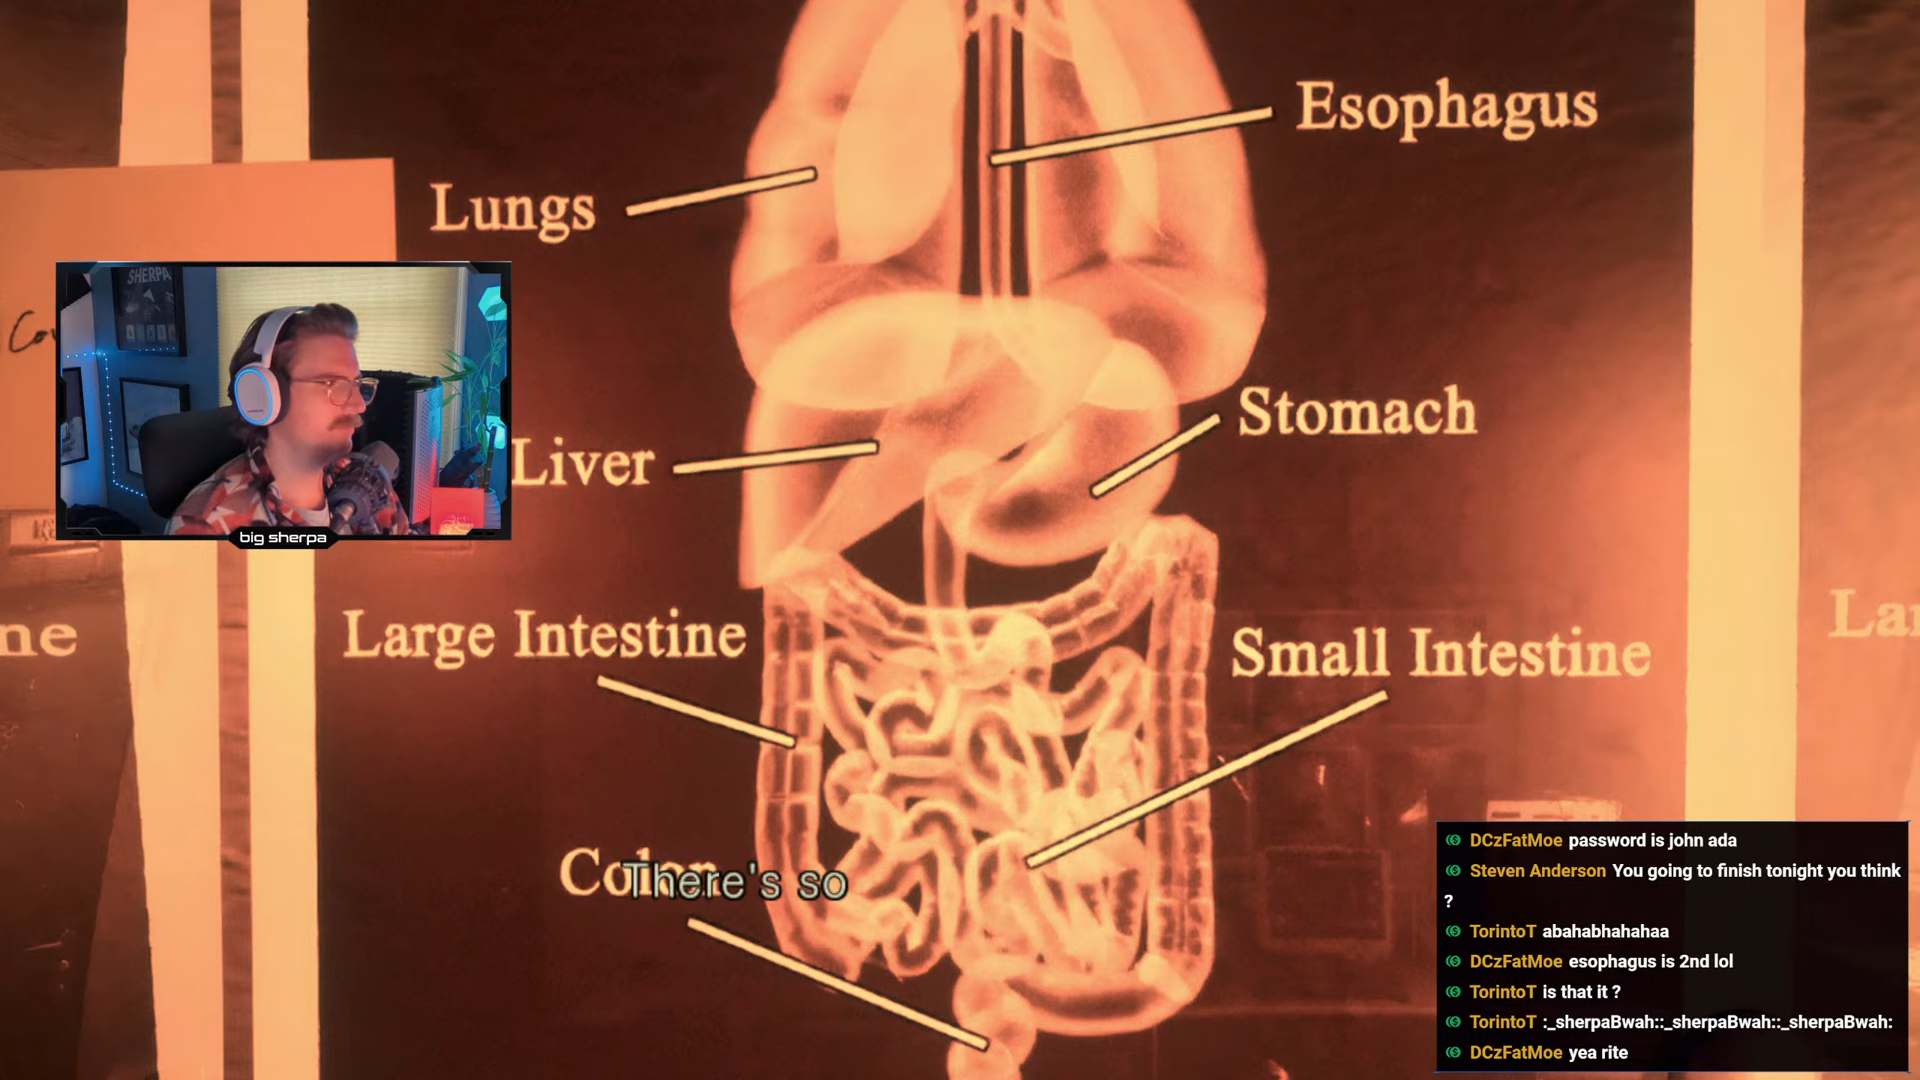 Esophagus
Lungs
SHERPA
Stomach
Liver
big sherpa
ne
Large Intestine
Small Intestine
Colon
There's so
DCzFatMoe password is john ada
Steven Anderson You going to finish tonight you think
?
TorintoT abahabhahahaa
DCzFatMoe esophagus is 2nd lol
TorintoT is that it ?
TorintoT :_sherpaBwah::_sherpaBwah::_sherpaBwah:
DCzFatMoe yea rite